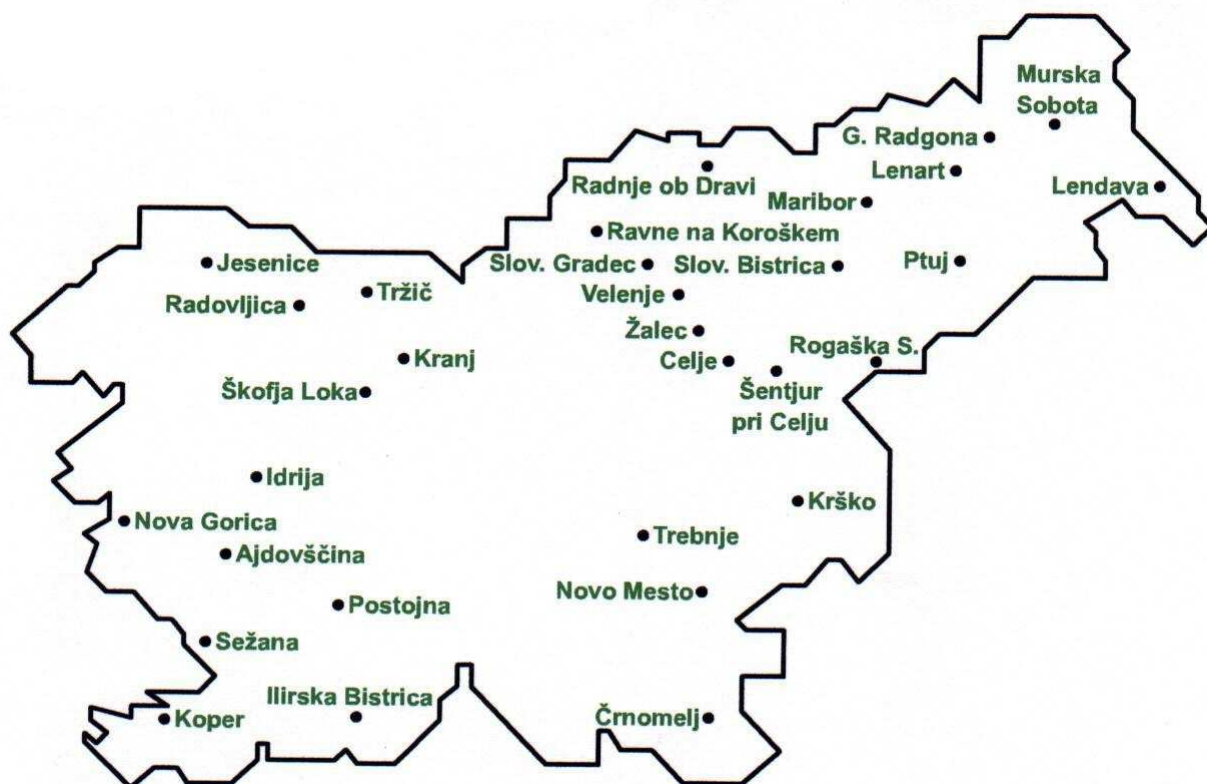 Murska
Sobota
G. Radgona
Lenart
Radnje ob Dravi
Lendava
Maribor
Ravne na Koroškem
Jesenice
Slov. Gradec
Slov. Bistrica
Ptuj
Tržič
Radovljica
Velenje
Žalec
Kranj
Celje
Rogaška S.
Škofja Loka
Šentjur
pri Celju
Idrija
Krško
Nova Gorica
Trebnje
Ajdovščina
Novo Mesto
Postojna
Sežana
Ilirska Bistrica
Koper
Črnomelj